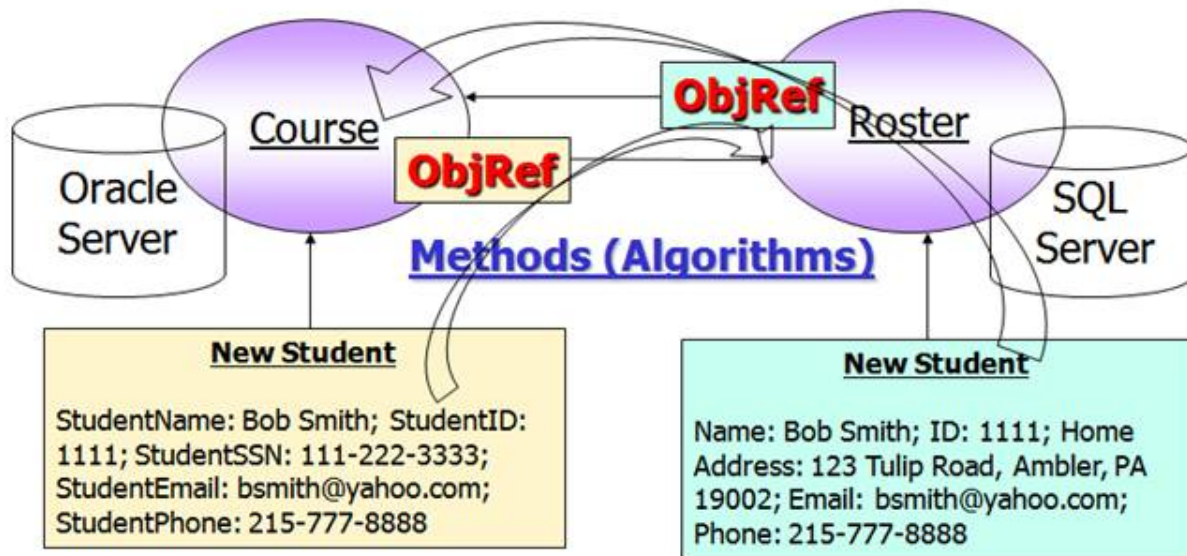 ObjRef
Course
Roster
ObjRef
Oracle
Server
SQL
Server
Methods (Algorithms)
New Student
StudentName: Bob Smith; StudentID:
1111; StudentSSN: 111-222-3333;
StudentEmail: bsmith@yahoo.com;
StudentPhone: 215-777-8888
New Student
Name: Bob Smith; ID: 1111; Home
Address: 123 Tulip Road, Ambler, PA
19002; Email: bsmith@yahoo.com;
Phone: 215-777-8888